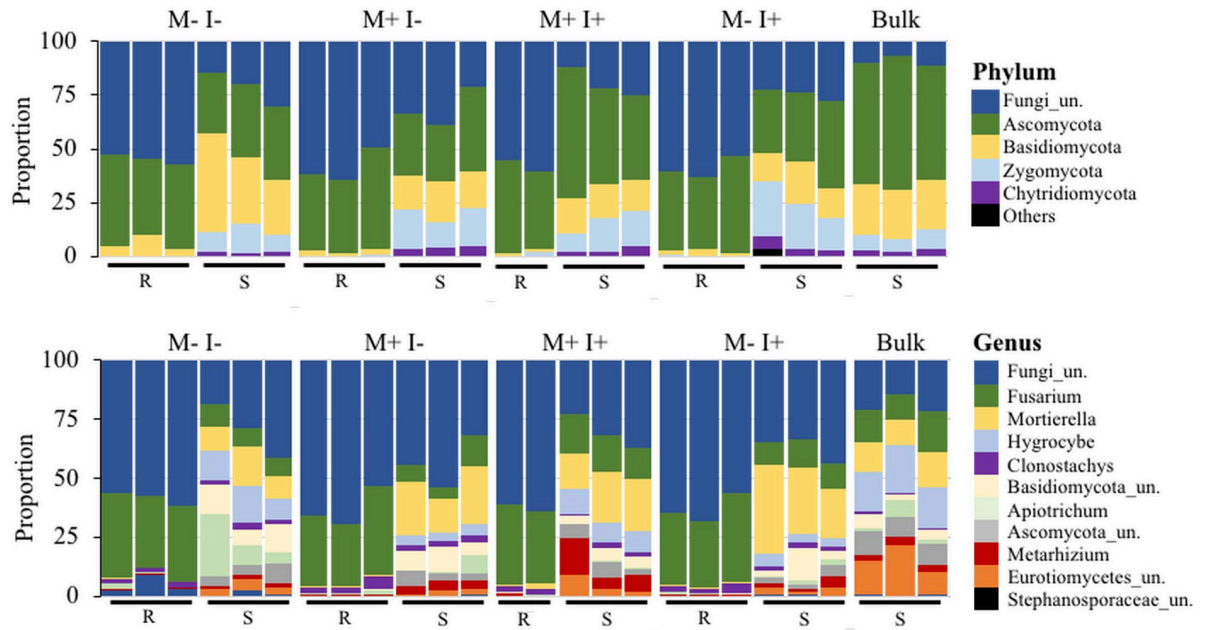 M- I- M+ I- M+ I+ M- I+ Bulk
100
75
50
25
0
Proportion
R S R S R S R S S
Phylum
Fungi_un.
Ascomycota
Basidiomycota
Zygomycota
Chytridiomycota
Others
M- I- M+ I- M+ I+ M- I+ Bulk
100
75
50
25
0
Proportion
R S R S R S R S S
Genus
Fungi_un.
Fusarium
Mortierella
Hygrocybe
Clonostachys
Basidiomycota_un.
Apiotrichum
Ascomycota_un.
Metarhizium
Eurotiomycetes_un.
Stephanosporaceae_un.